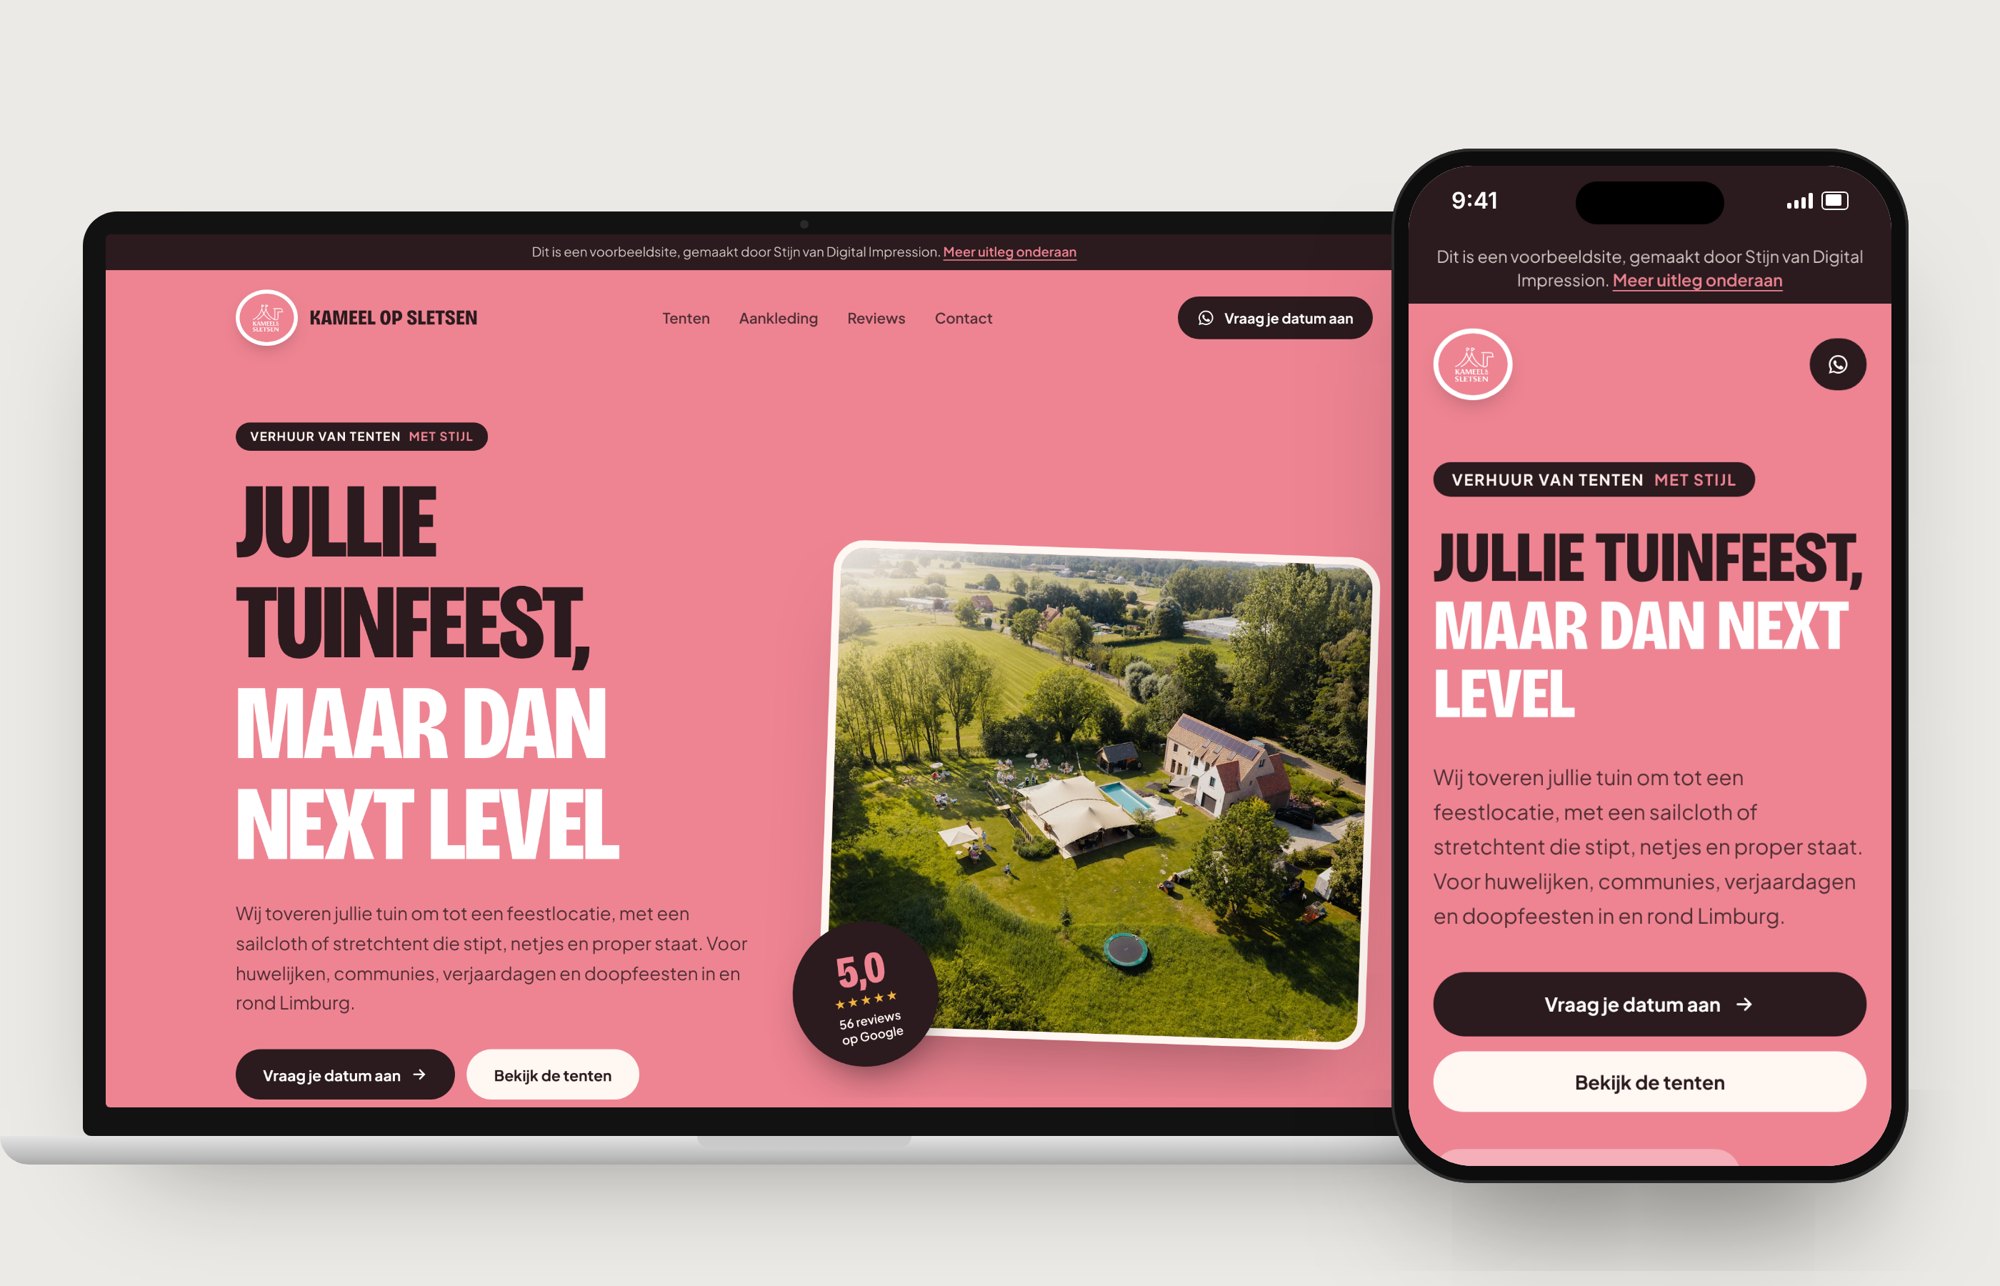 Dit is een voorbeeldsite, gemaakt door Stijn van Digital Impression. Meer uitleg onderaan
KAMEEL OP SLETSEN
KAMEEL OP SLETSEN
Tenten
Aankleding
Reviews
Contact
Vraag je datum aan
VERHUUR VAN TENTEN MET STIJL
JULLIE
TUINFEEST,
MAAR DAN
NEXT LEVEL
Wij toveren jullie tuin om tot een feestlocatie, met een
sailcloth of stretchtent die stipt, netjes en proper staat. Voor
huwelijken, communies, verjaardagen en doopfeesten in en
rond Limburg.
Vraag je datum aan →
Bekijk de tenten
5,0
★★★★★
56 reviews
op Google
9:41
Dit is een voorbeeldsite, gemaakt door Stijn van Digital
Impression. Meer uitleg onderaan
KAMEEL OP
SLETSEN
VERHUUR VAN TENTEN MET STIJL
JULLIE TUINFEEST,
MAAR DAN NEXT
LEVEL
Wij toveren jullie tuin om tot een
feestlocatie, met een sailcloth of
stretchtent die stipt, netjes en proper staat.
Voor huwelijken, communies, verjaardagen
en doopfeesten in en rond Limburg.
Vraag je datum aan →
Bekijk de tenten